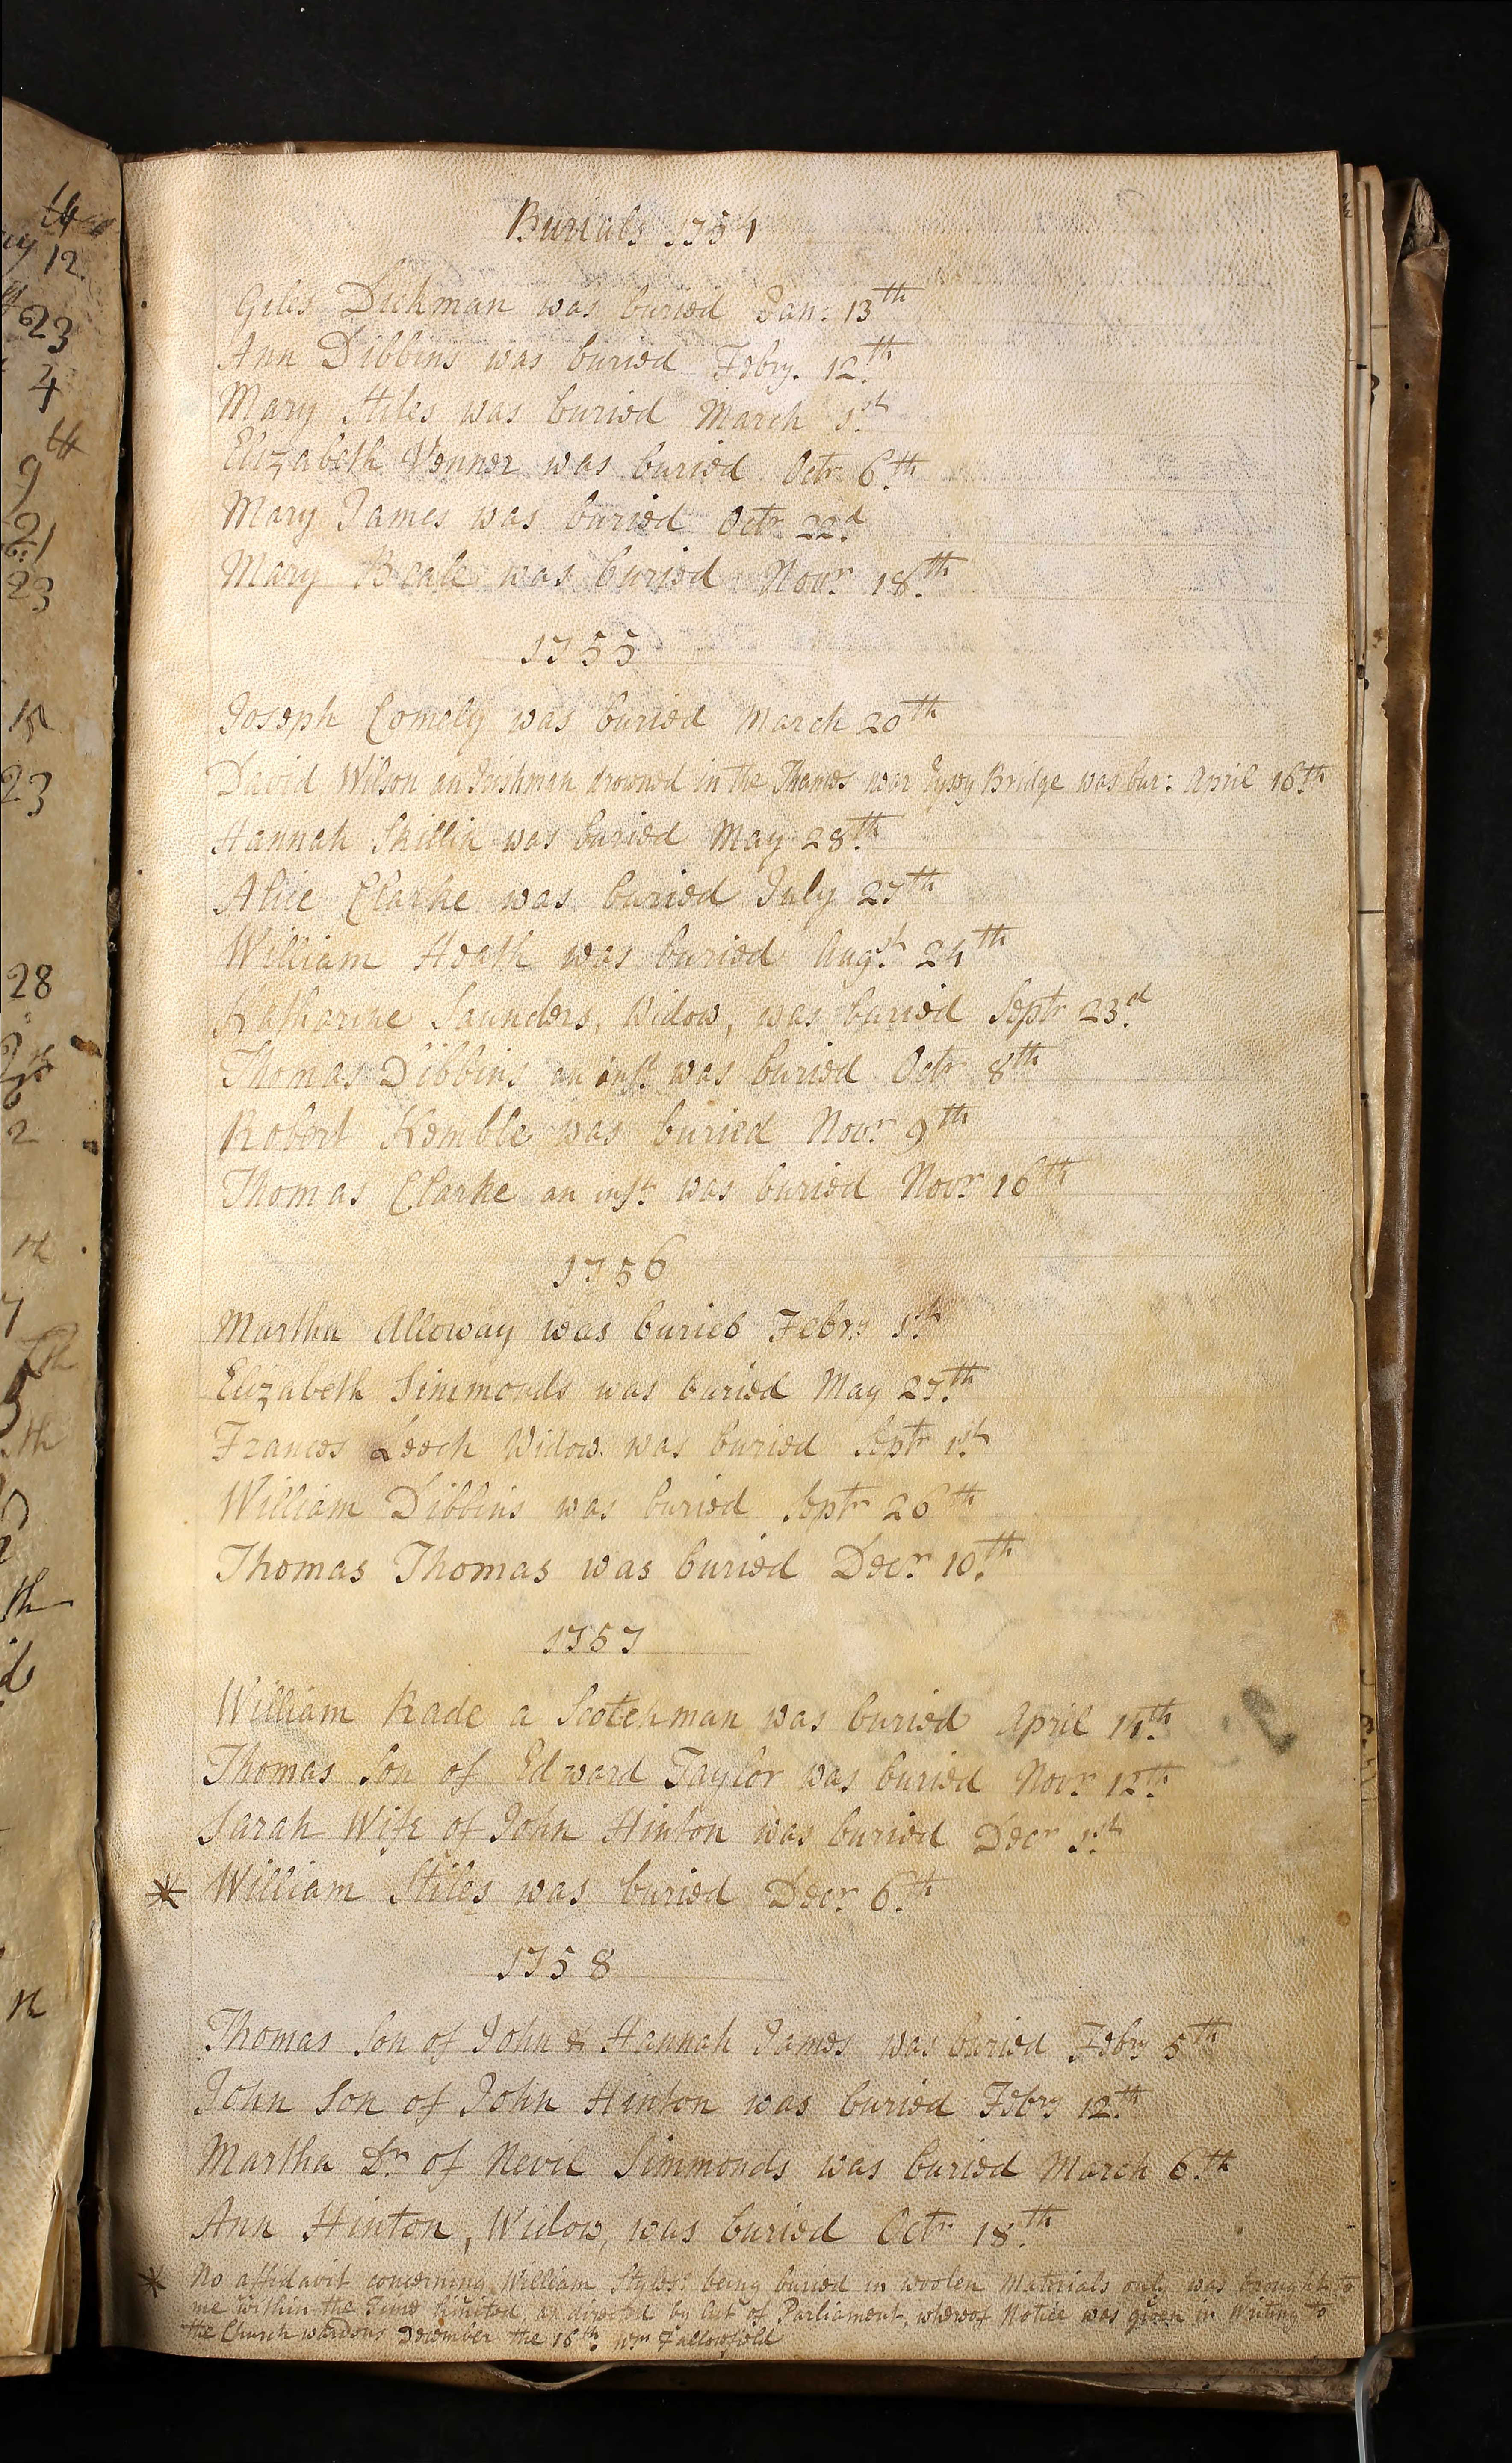 th
12
23
4
th
9
21
23
23
28
2
th
7
th
th
Burials 1754
Giles Dickman was buried Jan: 13th
Ann Dibbins was buried Febry. 12th
Mary Stiles was buried March 1st
Elizabeth Venner was buried Octr 6th
Mary James was buried Octr 22d
Mary Beale was buried Novr 18th
1755
Joseph Comely was buried March 20th
David Wilson an Irishman drowned in the Thames near Bridge was bur: April 16th
Hannah Skillin was buried May 28th
Alice Clarke was buried July 27th
William Heath was buried Augst 24th
Katharine Saunders, Widow, was buried Septr 23d
Thomas Dibbins an inft was buried Octr 8th
Robert Kemble was buried Novr 9th
Thomas Clarke an inft was buried Novr 16th
1756
Martha Alloway was buried Febry 1st
Elizabeth Simmonds was buried May 27th
Frances Leech Widow was buried Septr 1st
William Dibbins was buried Septr 26th
Thomas Thomas was buried Decr 10th
1757
William Rade a Scotchman was buried April 14th
Thomas Son of Edward Taylor was buried Novr 12th
Sarah Wife of John Hinton was buried Decr 1st
* William Stiles was buried Decr 6th
1758
Thomas Son of John & Hannah James was buried Febry 5th
John Son of John Hinton was buried Febry 12th
Martha Dr of Nevil Simmonds was buried March 6th
Ann Hinton, Widow, was buried Octr 18th
* No affidavit concerning William Styles's being buried in woolen Materials only was brought to
me within the Time limited, as directed by Act of Parliament, whereof Notice was given in Writing to
the Churchwardens December the 16th Wm Fallowfield